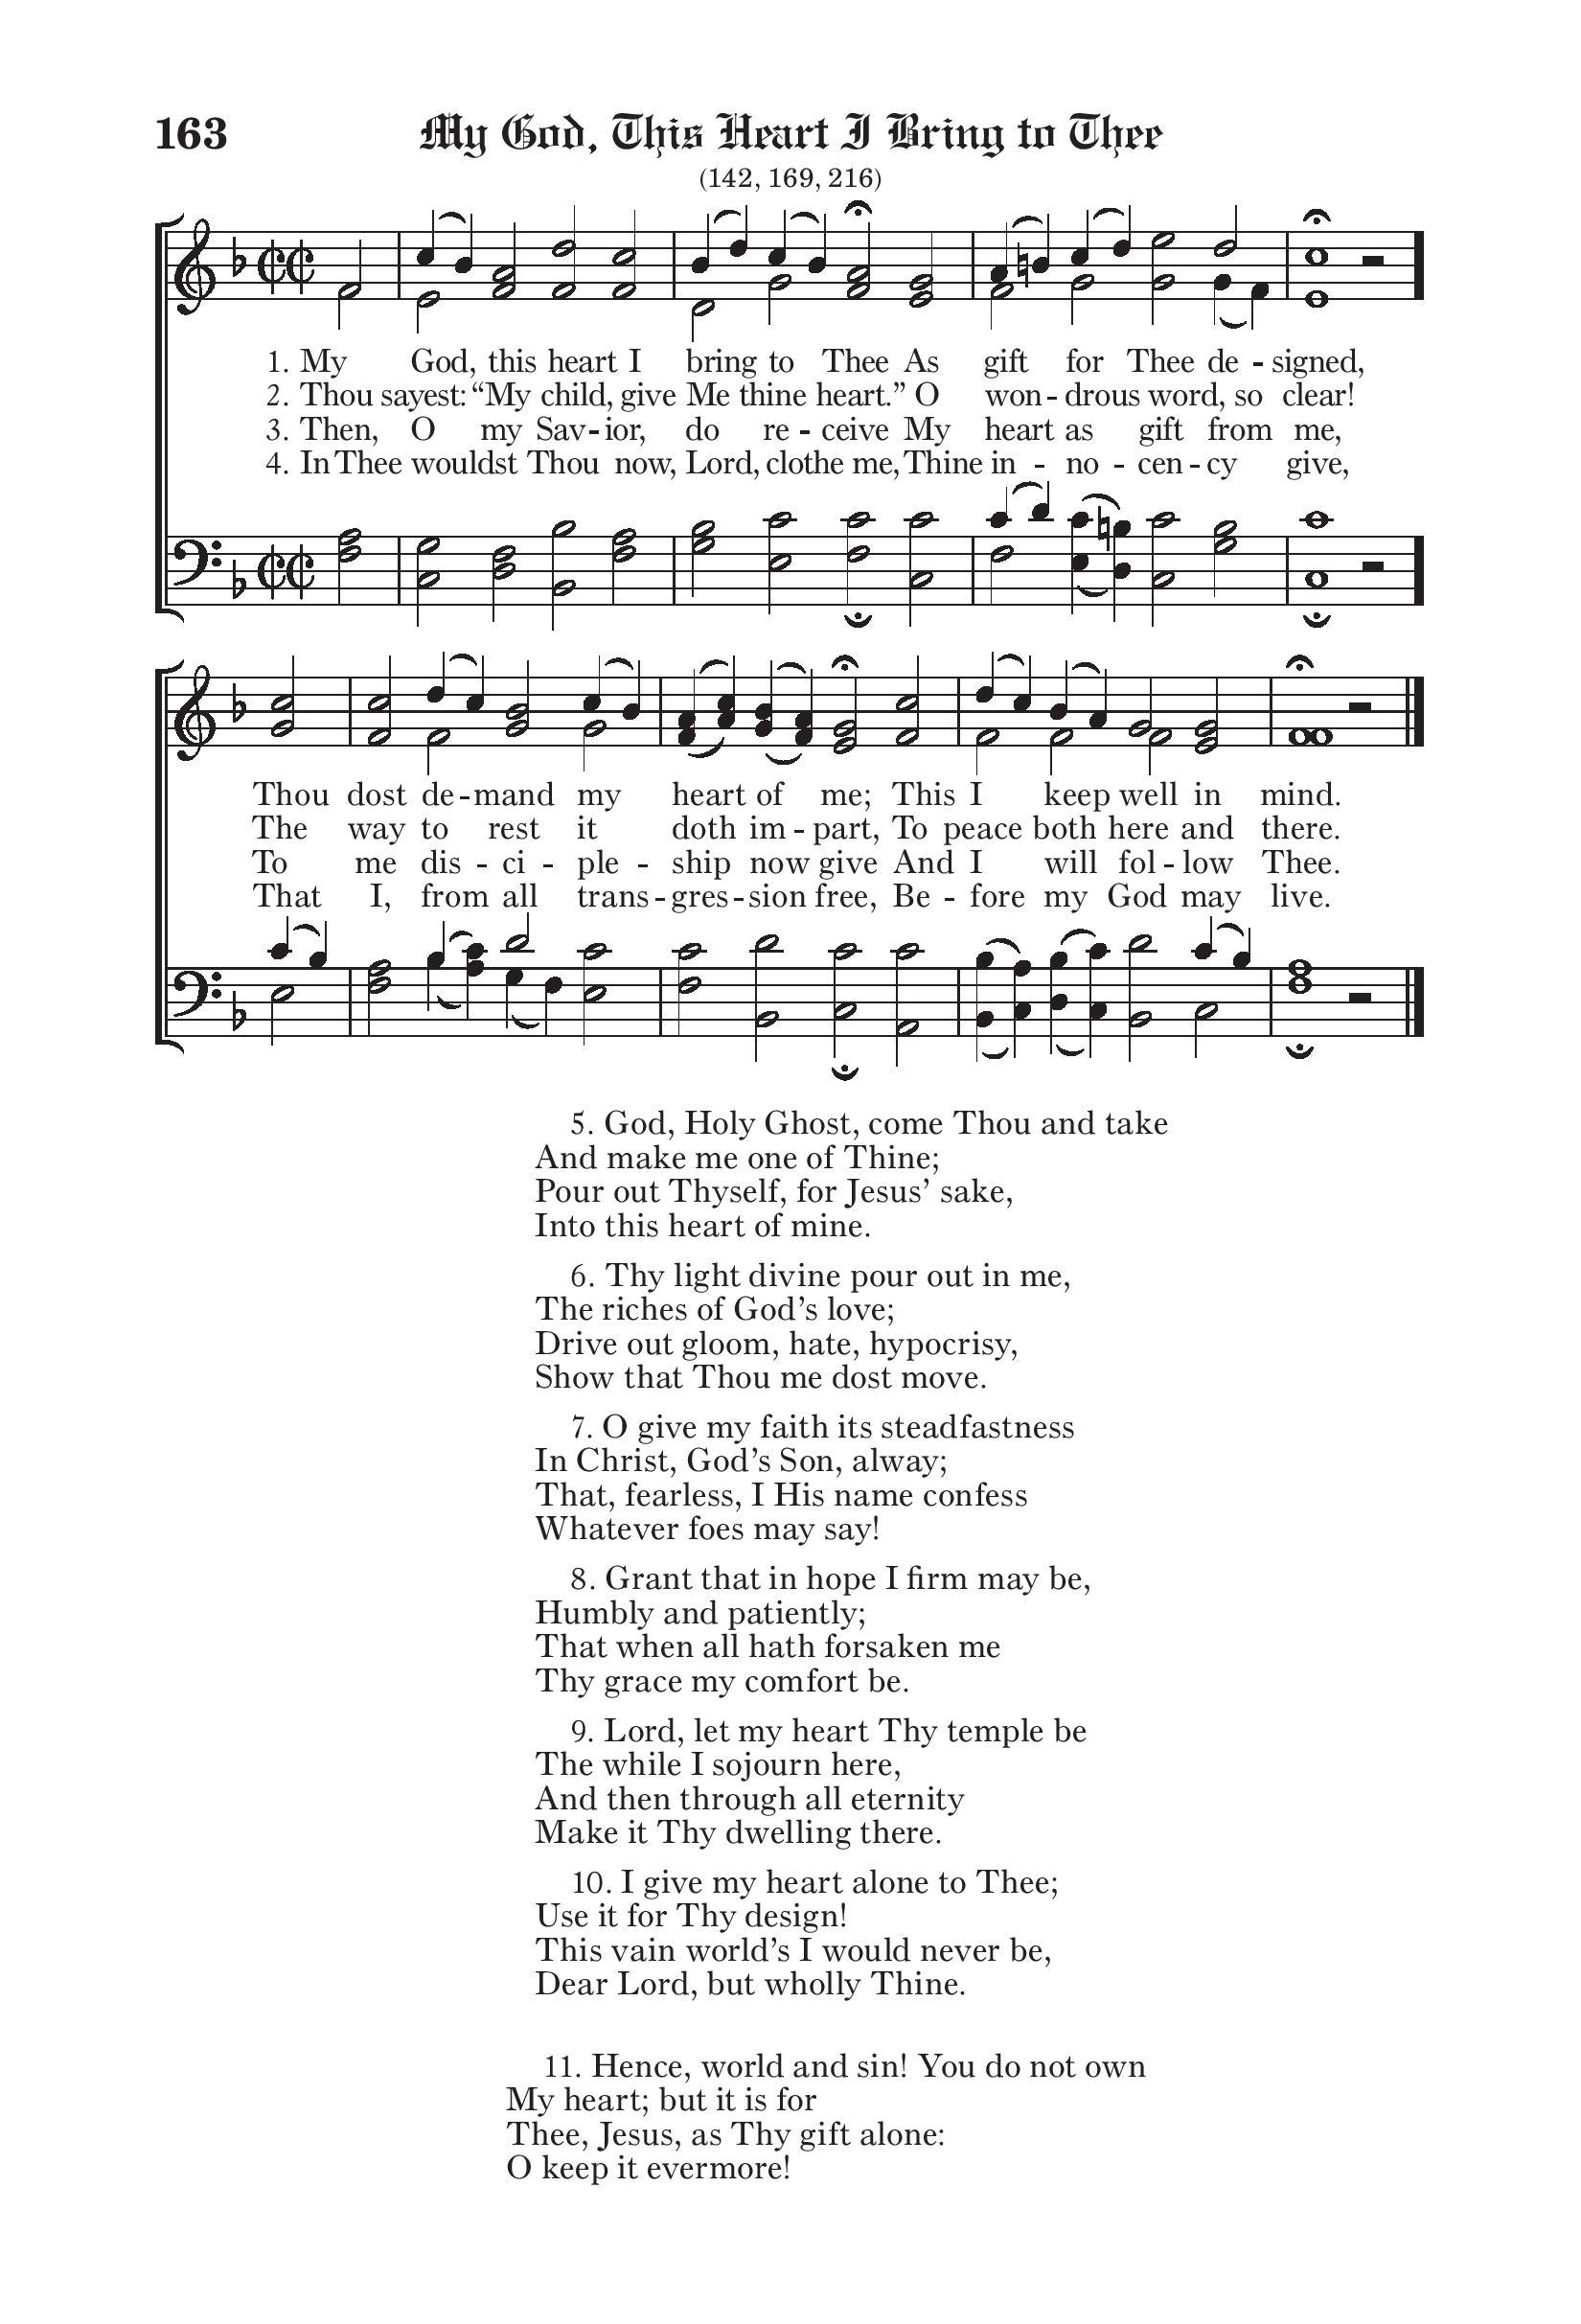 163 My God, This Heart I Bring to Thee
(142, 169, 216)
1. My God, this heart I bring to Thee As gift for Thee de - signed,
2. Thou sayest: “My child, give Me thine heart.” O won - drous word, so clear!
3. Then, O my Sav - ior, do re - ceive My heart as gift from me,
4. In Thee wouldst Thou now, Lord, clothe me, Thine in - no - cen - cy give,
Thou dost de - mand my heart of me; This I keep well in mind.
The way to rest it doth im - part, To peace both here and there.
To me dis - ci - ple - ship now give And I will fol - low Thee.
That I, from all trans - gres - sion free, Be - fore my God may live.
5. God, Holy Ghost, come Thou and take
And make me one of Thine;
Pour out Thyself, for Jesus’ sake,
Into this heart of mine.
6. Thy light divine pour out in me,
The riches of God’s love;
Drive out gloom, hate, hypocrisy,
Show that Thou me dost move.
7. O give my faith its steadfastness
In Christ, God’s Son, alway;
That, fearless, I His name confess
Whatever foes may say!
8. Grant that in hope I firm may be,
Humbly and patiently;
That when all hath forsaken me
Thy grace my comfort be.
9. Lord, let my heart Thy temple be
The while I sojourn here,
And then through all eternity
Make it Thy dwelling there.
10. I give my heart alone to Thee;
Use it for Thy design!
This vain world’s I would never be,
Dear Lord, but wholly Thine.
11. Hence, world and sin! You do not own
My heart; but it is for
Thee, Jesus, as Thy gift alone:
O keep it evermore!